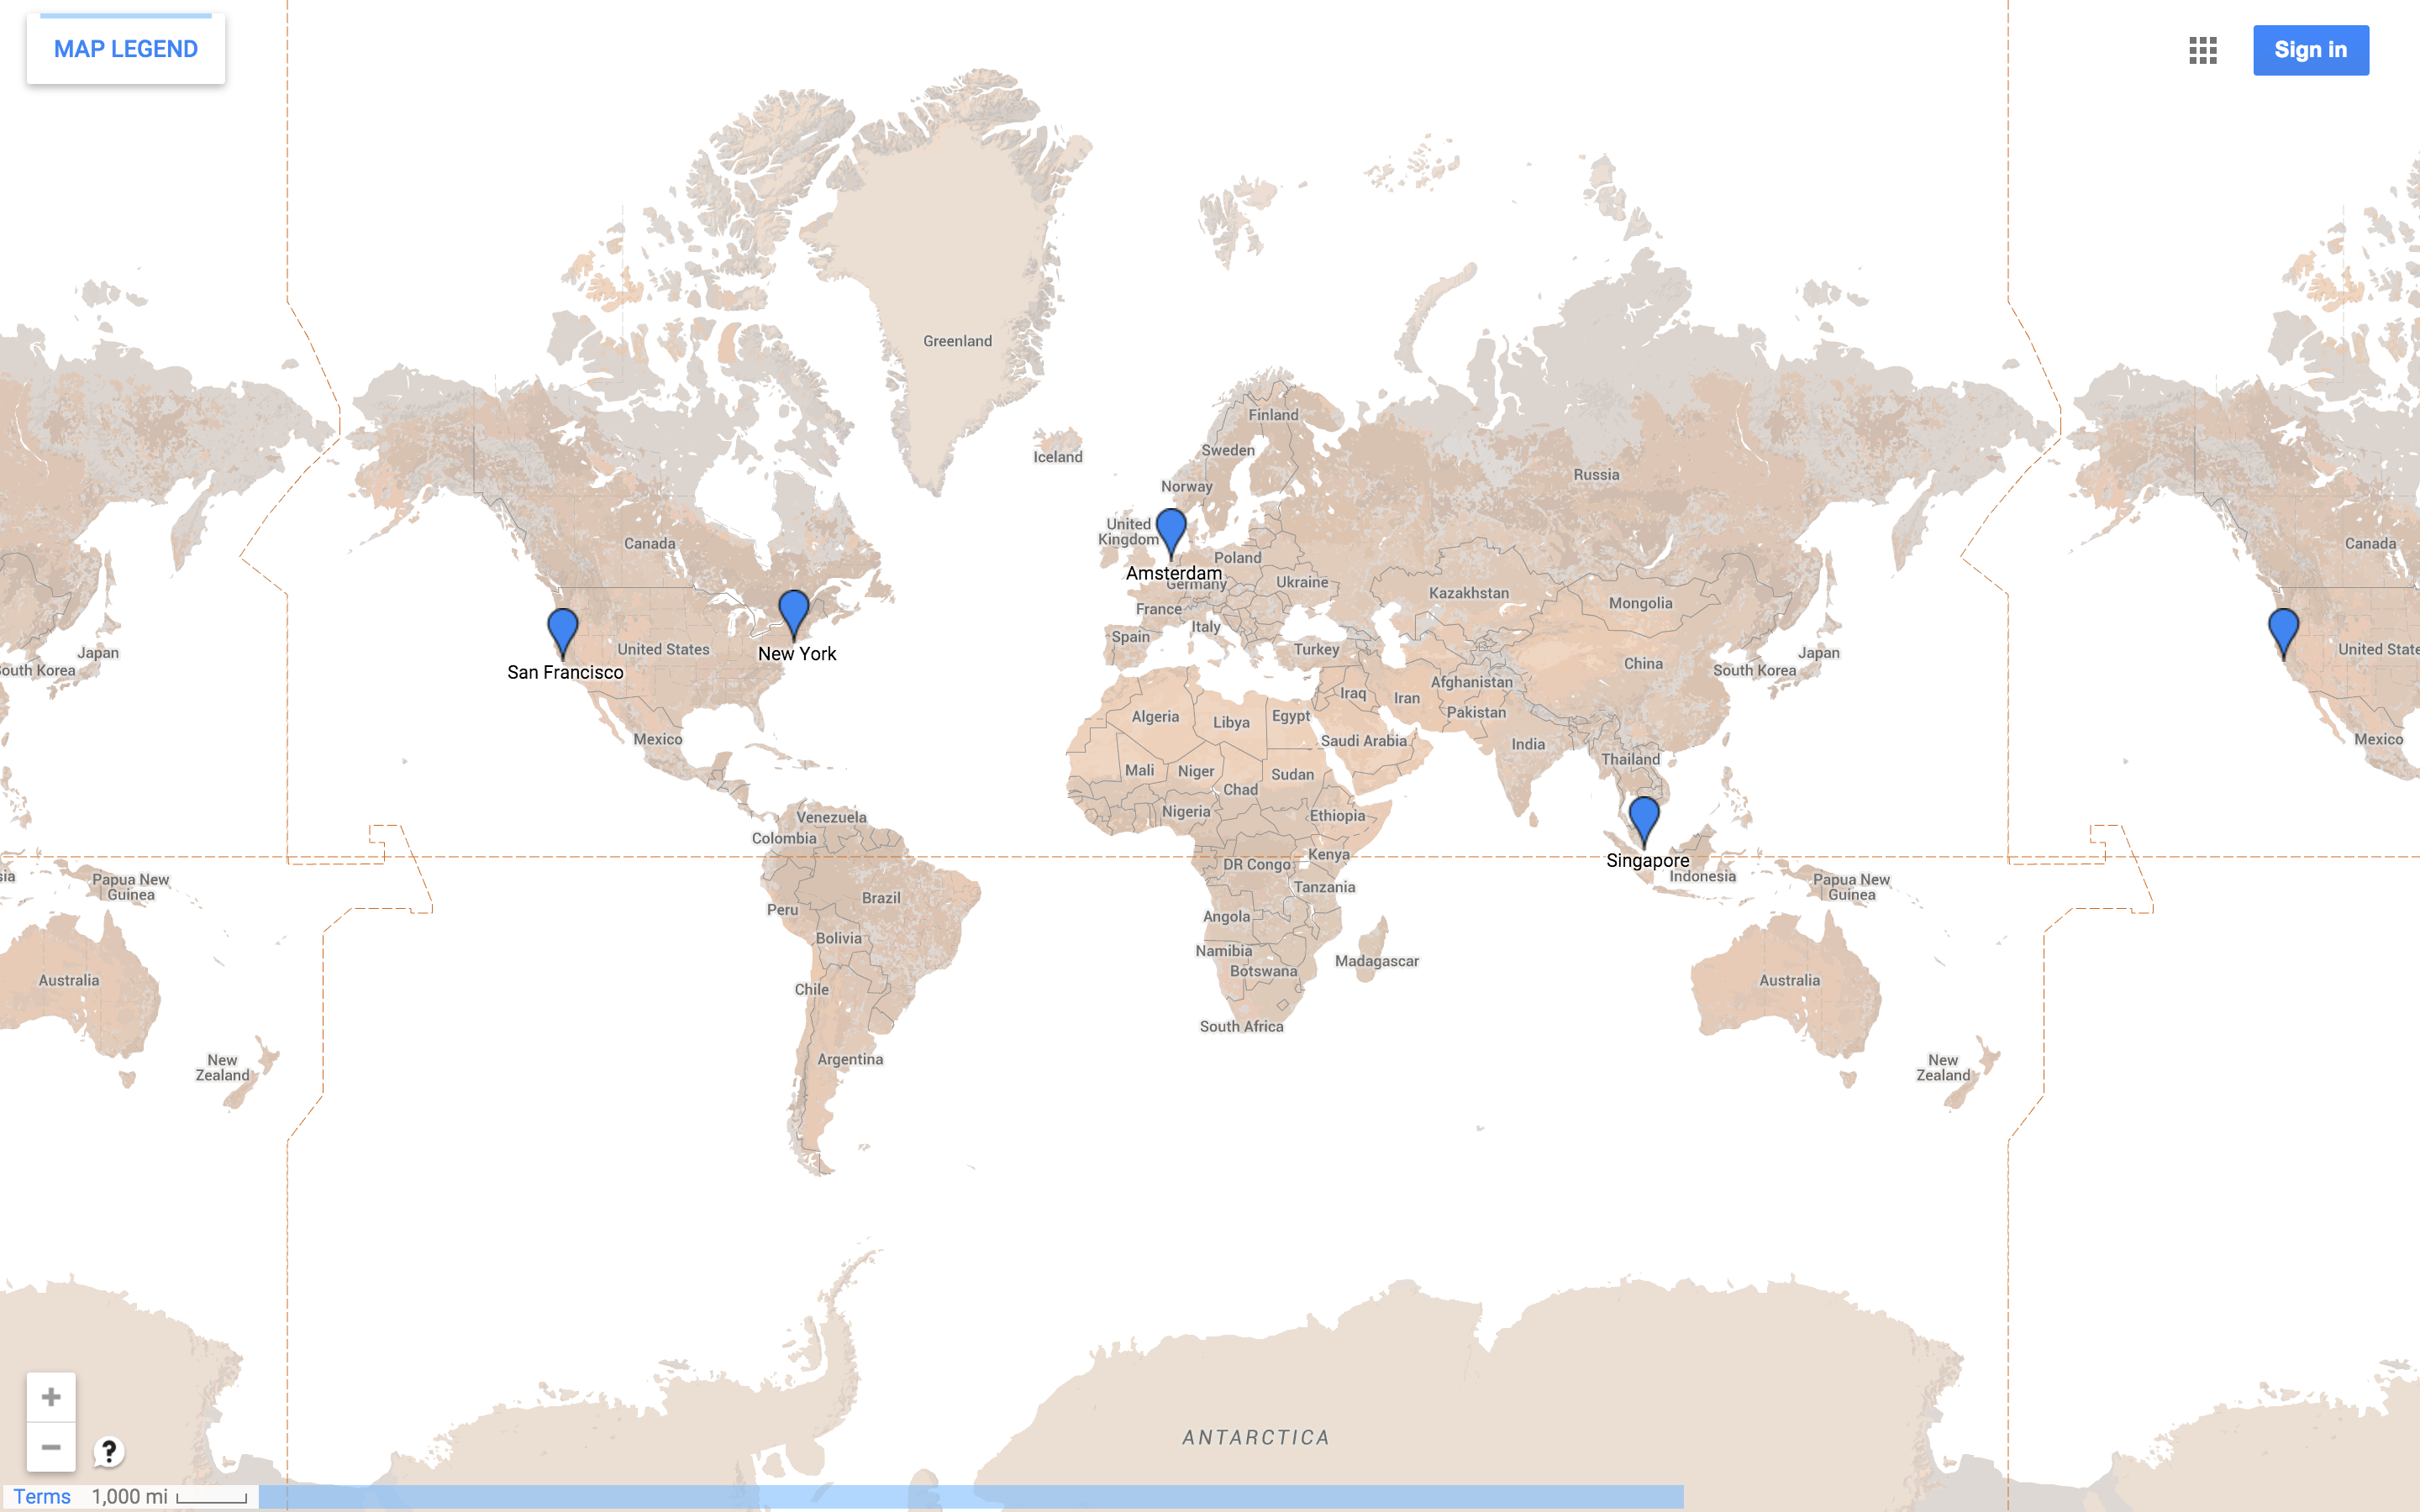 MAP LEGEND
Sign in
Greenland
Iceland
Finland
Sweden
Norway
Russia
United
Kingdom
Amsterdam
Poland
Germany
Ukraine
France
Italy
Spain
Turkey
Kazakhstan
Mongolia
China
Japan
South Korea
Canada
United States
San Francisco
New York
Mexico
Canada
United State
Mexico
Japan
South Korea
Algeria
Libya
Egypt
Iraq
Iran
Afghanistan
Pakistan
Saudi Arabia
India
Thailand
Mali
Niger
Sudan
Chad
Nigeria
Ethiopia
Venezuela
Colombia
DR Congo
Kenya
Singapore
Indonesia
Tanzania
sia
Papua New
Guinea
Papua New
Guinea
Peru
Brazil
Angola
Bolivia
Namibia
Botswana
Madagascar
Chile
South Africa
Australia
Australia
Argentina
New
Zealand
New
Zealand
ANTARCTICA
+
−
?
Terms 1,000 mi